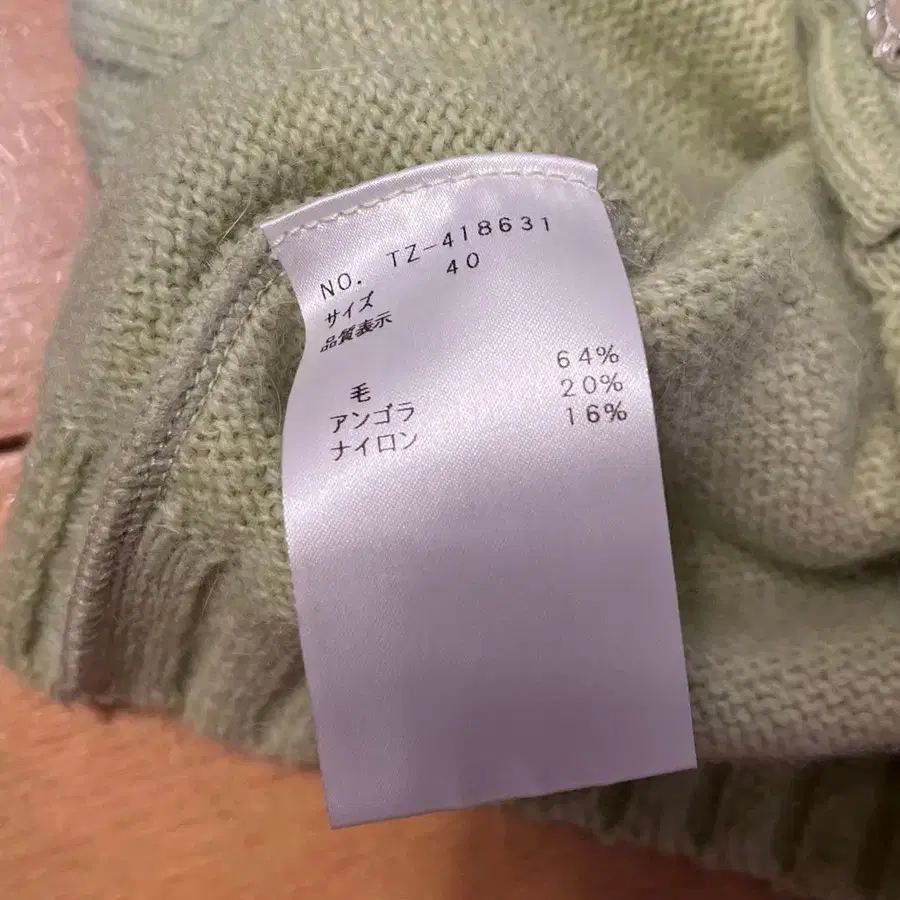 NO. TZ-418631
サイズ 40
品質表示
毛 64%
アンゴラ 20%
ナイロン 16%